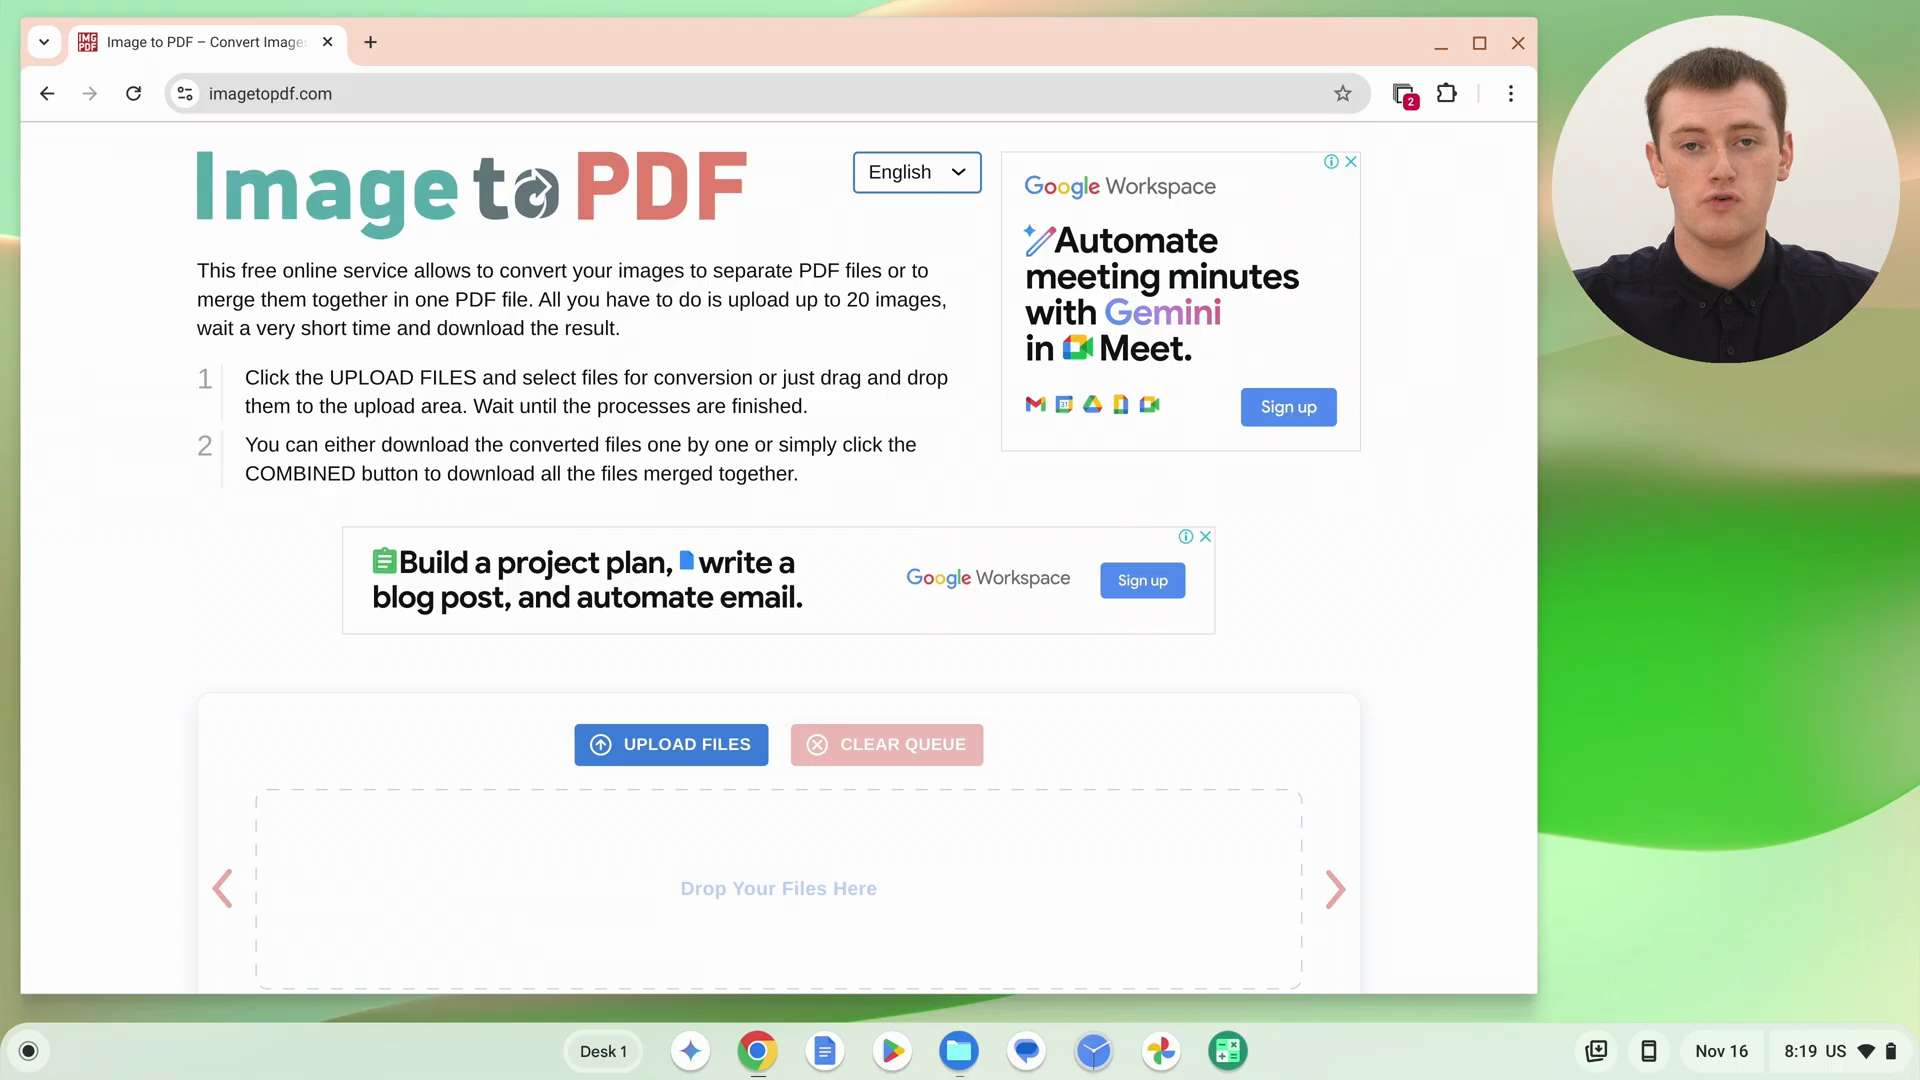 IMG
PDF
Image to PDF – Convert Image
imagetopdf.com
2
Image to PDF
English
This free online service allows to convert your images to separate PDF files or to
merge them together in one PDF file. All you have to do is upload up to 20 images,
wait a very short time and download the result.
1
Click the UPLOAD FILES and select files for conversion or just drag and drop
them to the upload area. Wait until the processes are finished.
2
You can either download the converted files one by one or simply click the
COMBINED button to download all the files merged together.
Google Workspace
Automate
meeting minutes
with Gemini
in Meet.
31
Sign up
Build a project plan, write a
blog post, and automate email.
Google Workspace
Sign up
UPLOAD FILES
CLEAR QUEUE
Drop Your Files Here
Desk 1
Nov 16
8:19 US